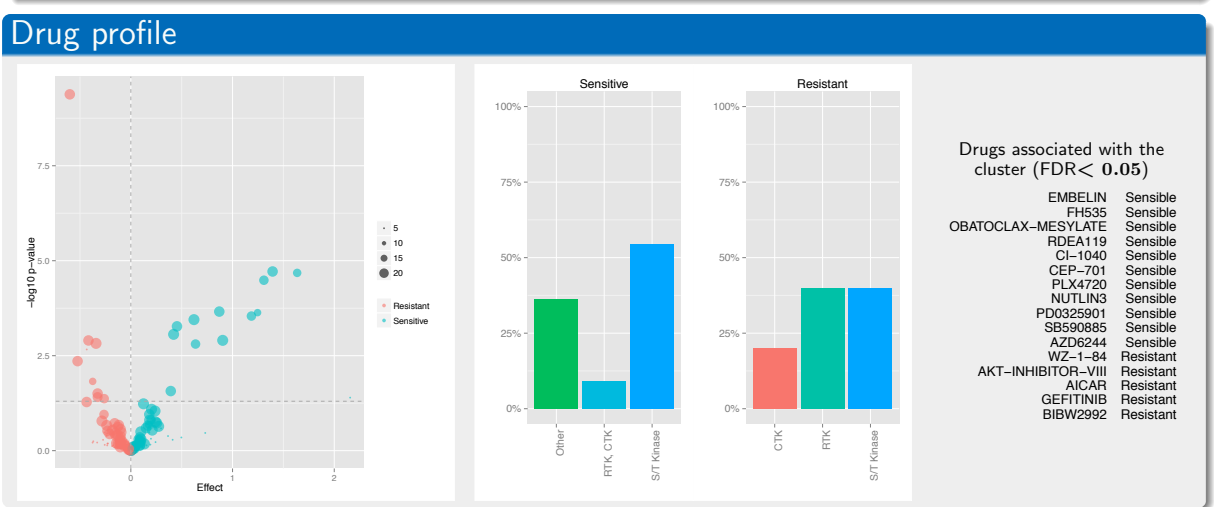 Drug profile
-log10 p-value
7.5
5.0
2.5
0.0
0
1
2
Effect
5
10
15
20
Resistant
Sensitive
Sensitive
100%
75%
50%
25%
0%
Other
RTK, CTK
S/T Kinase
Resistant
100%
75%
50%
25%
0%
CTK
RTK
S/T Kinase
Drugs associated with the
cluster (FDR< 0.05)
EMBELIN Sensible
FH535 Sensible
OBATOCLAX-MESYLATE Sensible
RDEA119 Sensible
CI-1040 Sensible
CEP-701 Sensible
PLX4720 Sensible
NUTLIN3 Sensible
PD0325901 Sensible
SB590885 Sensible
AZD6244 Sensible
WZ-1-84 Resistant
AKT-INHIBITOR-VIII Resistant
AICAR Resistant
GEFITINIB Resistant
BIBW2992 Resistant